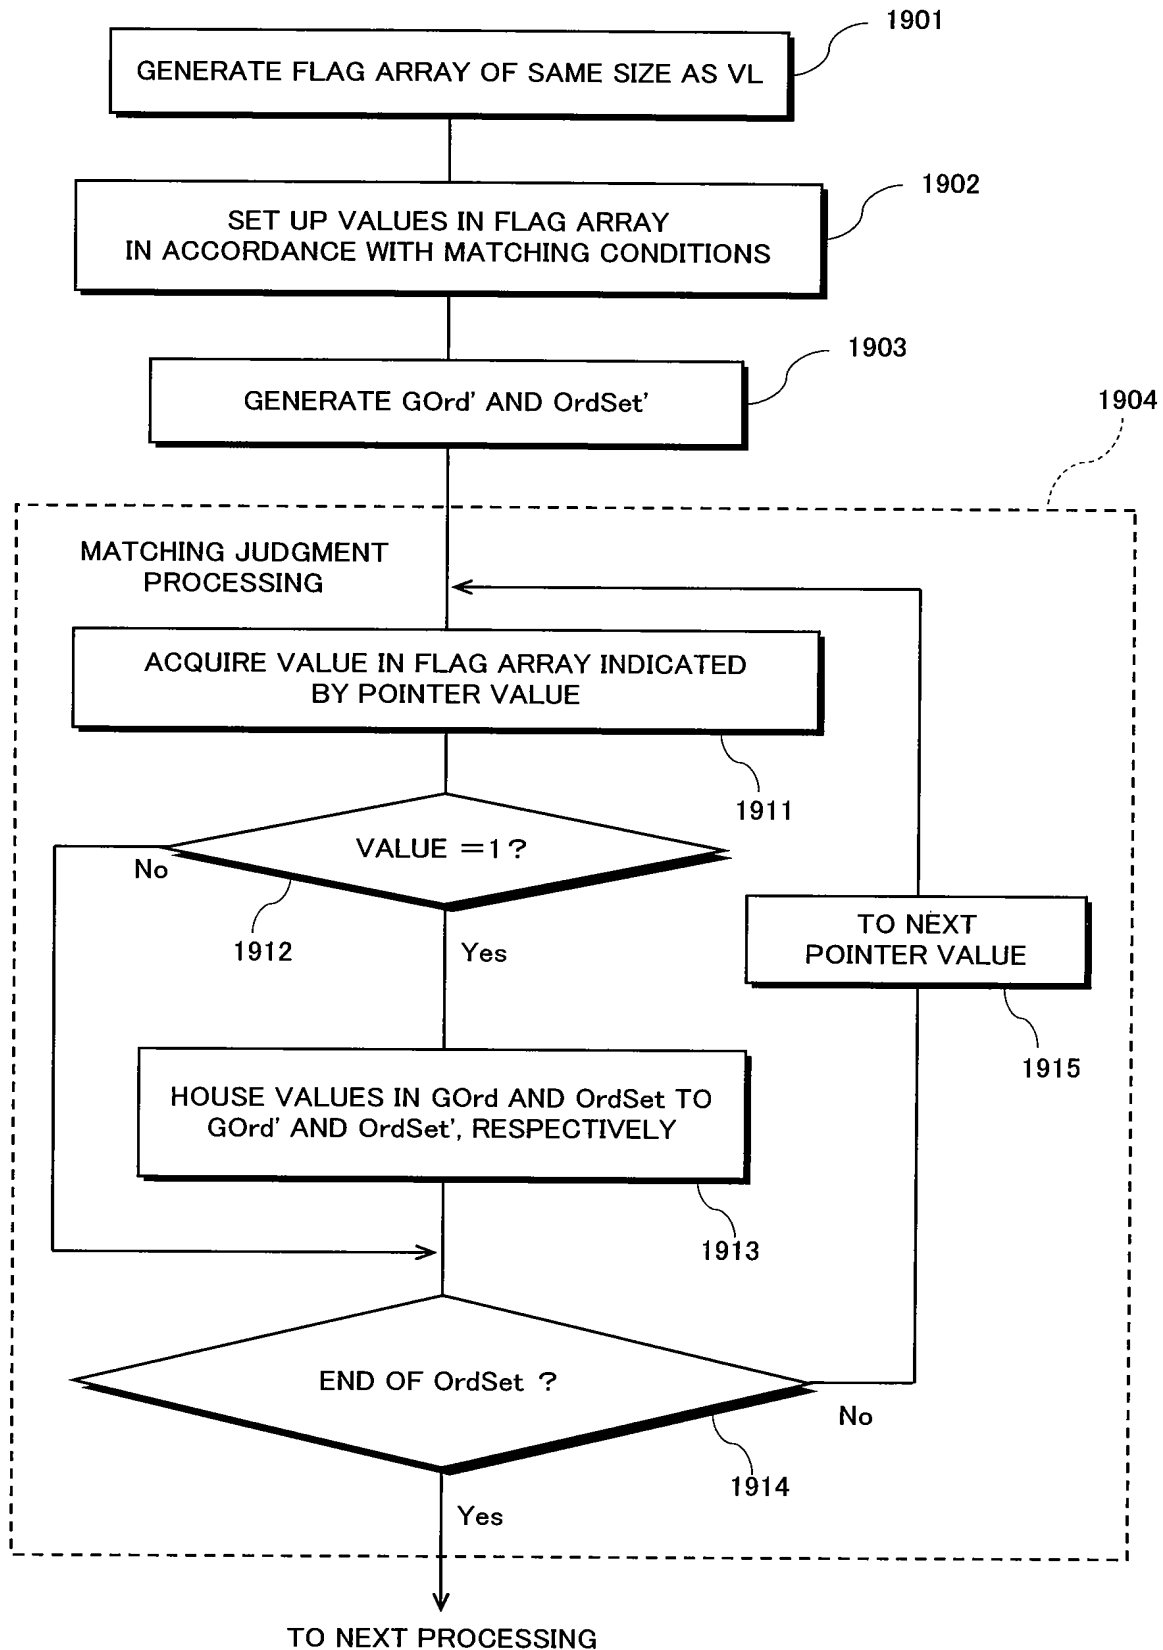 1901
GENERATE FLAG ARRAY OF SAME SIZE AS VL
1902
SET UP VALUES IN FLAG ARRAY
IN ACCORDANCE WITH MATCHING CONDITIONS
1903
GENERATE GOrd' AND OrdSet'
1904
MATCHING JUDGMENT
PROCESSING
ACQUIRE VALUE IN FLAG ARRAY INDICATED
BY POINTER VALUE
1911
VALUE =1?
No
1912
Yes
TO NEXT
POINTER VALUE
1915
HOUSE VALUES IN GOrd AND OrdSet TO
GOrd' AND OrdSet', RESPECTIVELY
1913
END OF OrdSet ?
No
1914
Yes
TO NEXT PROCESSING